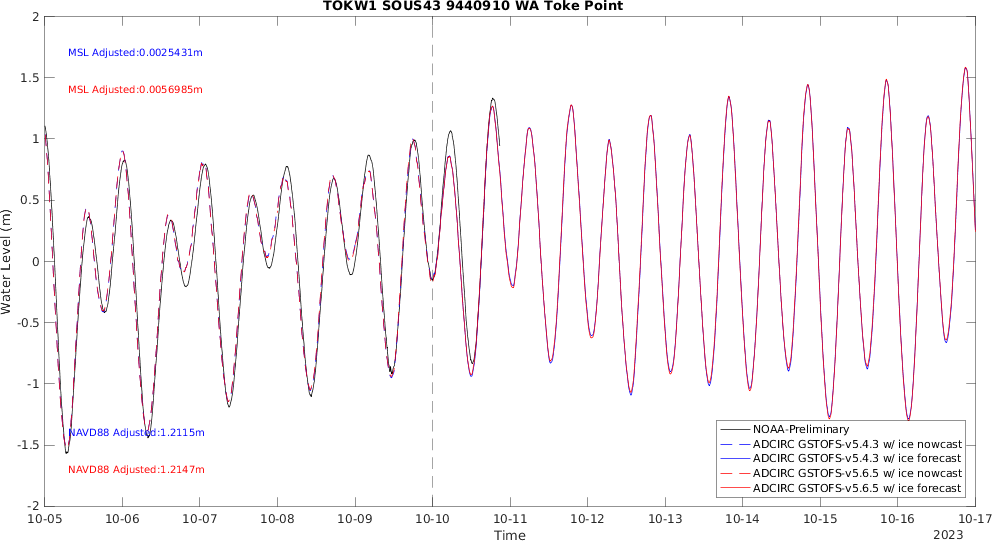 TOKW1 SOUS43 9440910 WA Toke Point
MSL Adjusted:0.0025431m
MSL Adjusted:0.0056985m
NAVD88 Adjusted:1.2115m
NAVD88 Adjusted:1.2147m
Water Level (m)
2
1.5
1
0.5
0
-0.5
-1
-1.5
-2
NOAA-Preliminary
ADCIRC GSTOFS-v5.4.3 w/ ice nowcast
ADCIRC GSTOFS-v5.4.3 w/ ice forecast
ADCIRC GSTOFS-v5.6.5 w/ ice nowcast
ADCIRC GSTOFS-v5.6.5 w/ ice forecast
10-05 10-06 10-07 10-08 10-09 10-10 10-11 10-12 10-13 10-14 10-15 10-16 10-17
Time
2023